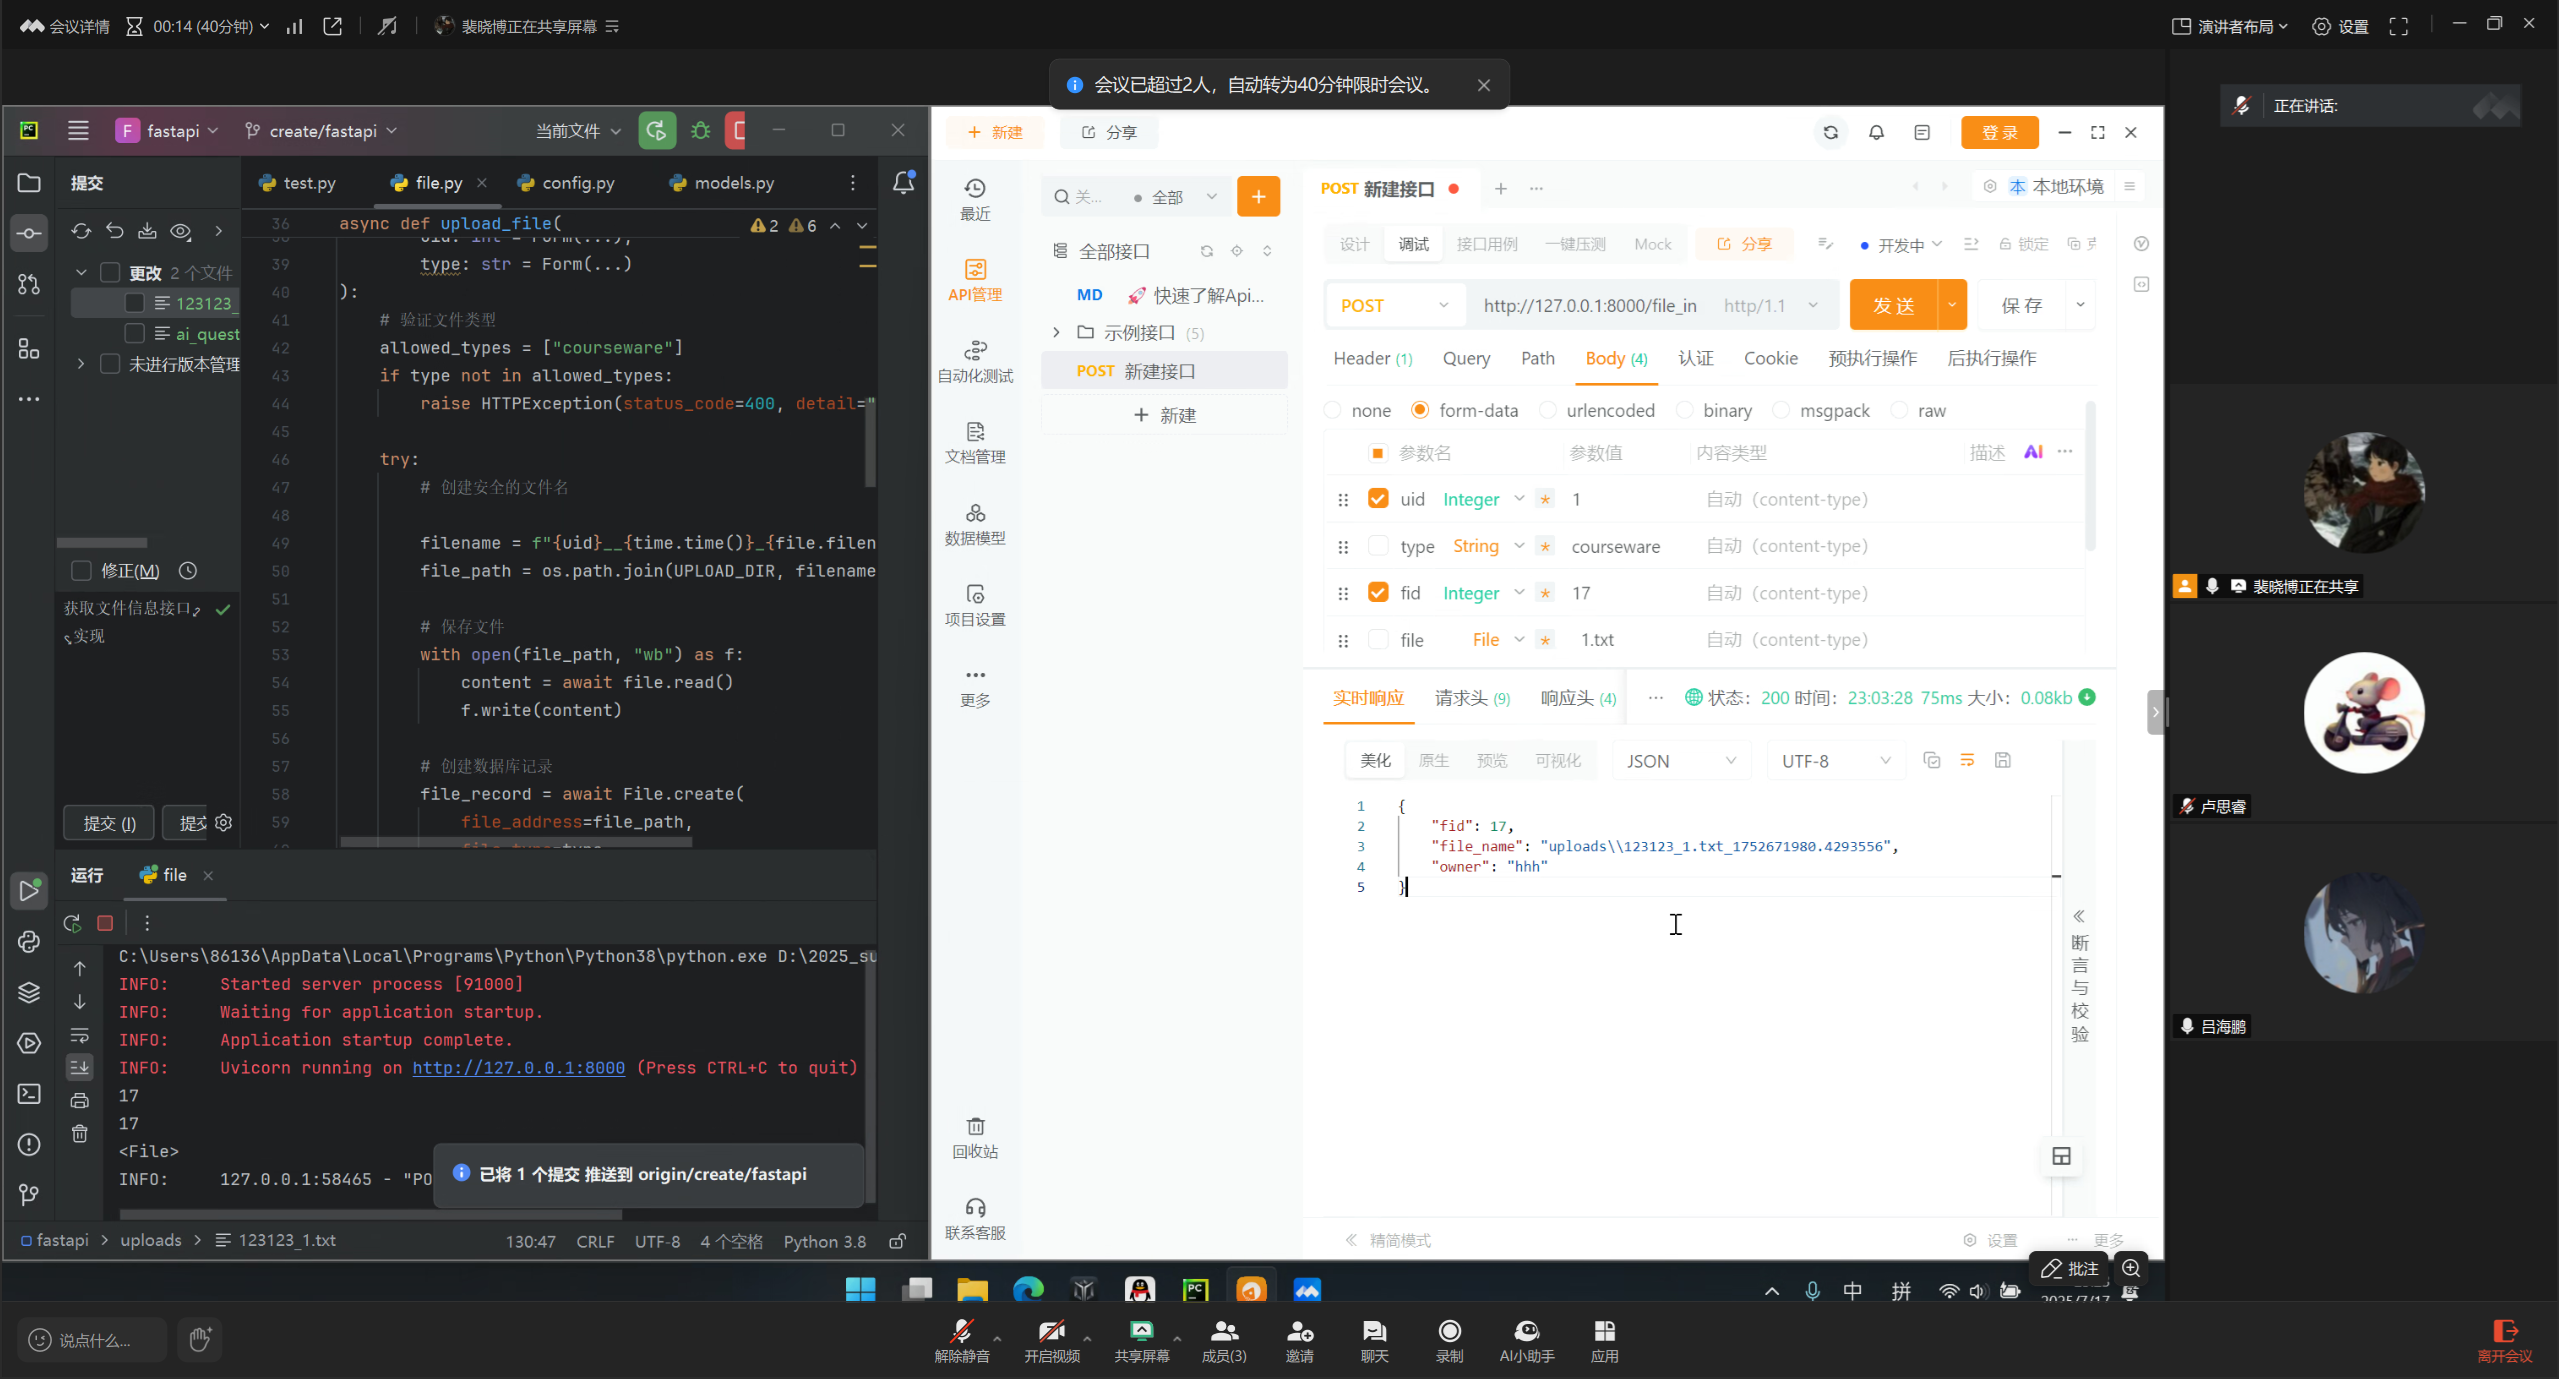 会议详情 00:14 (40分钟) 裴晓博正在共享屏幕 演讲者布局 设置
会议已超过2人，自动转为40分钟限时会议。
正在讲话:
F fastapi create/fastapi 当前文件
提交 test.py file.py config.py models.py
36 async def upload_file( 2 6
39 type: str = Form(...)
40 ):
41 # 验证文件类型
42 allowed_types = ["courseware"]
43 if type not in allowed_types:
44 raise HTTPException(status_code=400, detail="
45
46 try:
47 # 创建安全的文件名
48
49 filename = f"{uid}__{time.time()}_{file.filen
50 file_path = os.path.join(UPLOAD_DIR, filename
51
52 # 保存文件
53 with open(file_path, "wb") as f:
54 content = await file.read()
55 f.write(content)
56
57 # 创建数据库记录
58 file_record = await File.create(
59 file_address=file_path,
更改 2 个文件
123123_
ai_quest
未进行版本管理
修正(M)
获取文件信息接口
实现
提交 (I) 提交
运行 file
C:\Users\86136\AppData\Local\Programs\Python\Python38\python.exe D:\2025_su
INFO: Started server process [91000]
INFO: Waiting for application startup.
INFO: Application startup complete.
INFO: Uvicorn running on http://127.0.0.1:8000 (Press CTRL+C to quit)
17
17
<File>
INFO: 127.0.0.1:58465 - "PO
已将 1 个提交 推送到 origin/create/fastapi
fastapi > uploads > 123123_1.txt 130:47 CRLF UTF-8 4 个空格 Python 3.8
新建 分享 登 录
最近
API管理
自动化测试
文档管理
数据模型
项目设置
更多
回收站
联系客服
关... 全部
全部接口
MD 🚀 快速了解Api...
示例接口 (5)
POST 新建接口
新建
POST 新建接口 本 本地环境
设计 调试 接口用例 一键压测 Mock 分享 开发中 锁定
POST http://127.0.0.1:8000/file_in http/1.1 发 送 保 存
Header (1) Query Path Body (4) 认证 Cookie 预执行操作 后执行操作
none form-data urlencoded binary msgpack raw
参数名 参数值 内容类型 描述 AI
uid Integer * 1 自动（content-type）
type String * courseware 自动（content-type）
fid Integer * 17 自动（content-type）
file File * 1.txt 自动（content-type）
实时响应 请求头 (9) 响应头 (4) 状态： 200 时间： 23:03:28 75ms 大小： 0.08kb
美化 原生 预览 可视化 JSON UTF-8
1 {
2 "fid": 17,
3 "file_name": "uploads\\123123_1.txt_1752671980.4293556",
4 "owner": "hhh"
5 }
断言与校验
精简模式 设置 更多
裴晓博正在共享
卢思睿
吕海鹏
中 拼 批注
说点什么...
解除静音 开启视频 共享屏幕 成员(3) 邀请 聊天 录制 AI小助手 应用 离开会议